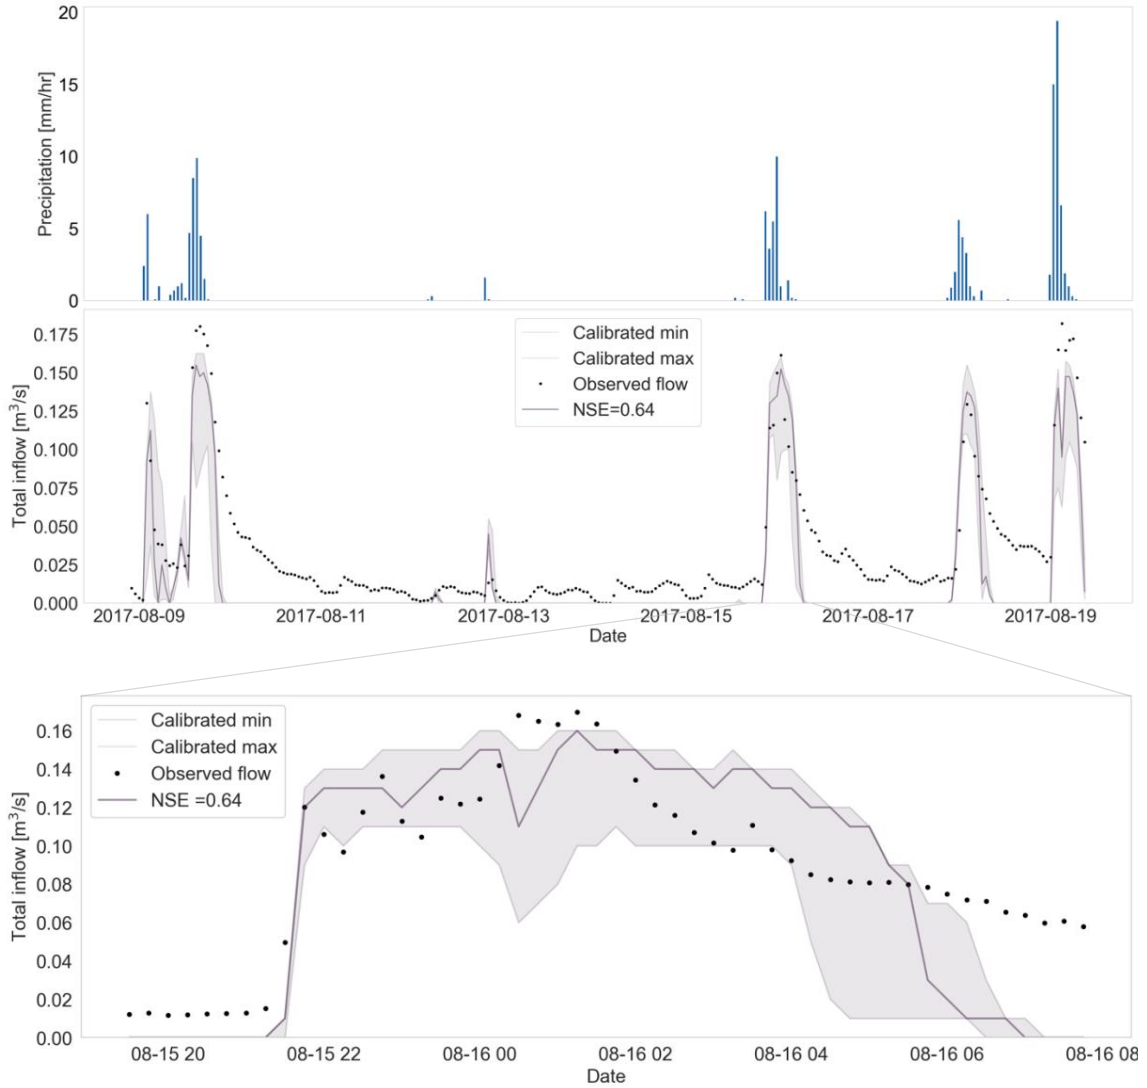 20
15
10
5
0
Precipitation [mm/hr]
0.175
0.150
0.125
0.100
0.075
0.050
0.025
0.000
Total inflow [m³/s]
Calibrated min
Calibrated max
Observed flow
NSE=0.64
2017-08-09 2017-08-11 2017-08-13 2017-08-15 2017-08-17 2017-08-19
Date
0.16
0.14
0.12
0.10
0.08
0.06
0.04
0.02
0.00
Total inflow [m³/s]
Calibrated min
Calibrated max
Observed flow
NSE =0.64
08-15 20 08-15 22 08-16 00 08-16 02 08-16 04 08-16 06 08-16 08
Date